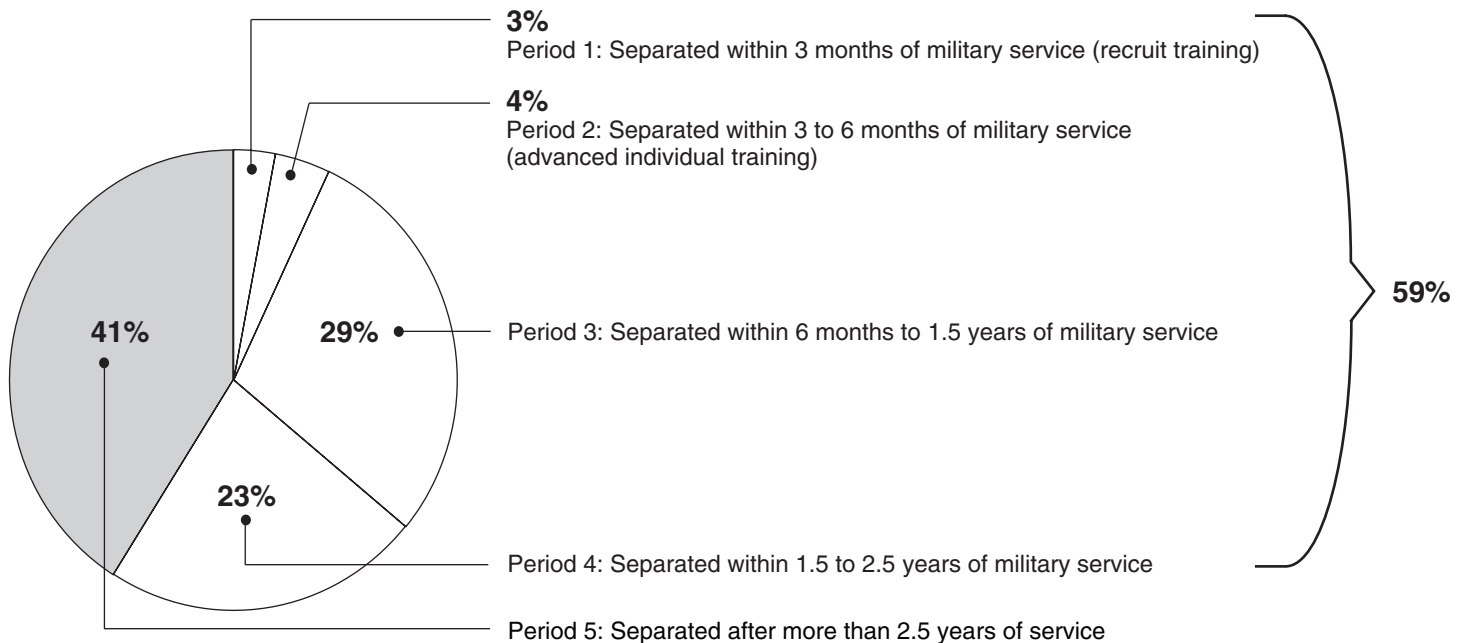 3%
Period 1: Separated within 3 months of military service (recruit training)
4%
Period 2: Separated within 3 to 6 months of military service
(advanced individual training)
41%
29%
Period 3: Separated within 6 months to 1.5 years of military service
59%
23%
Period 4: Separated within 1.5 to 2.5 years of military service
Period 5: Separated after more than 2.5 years of service